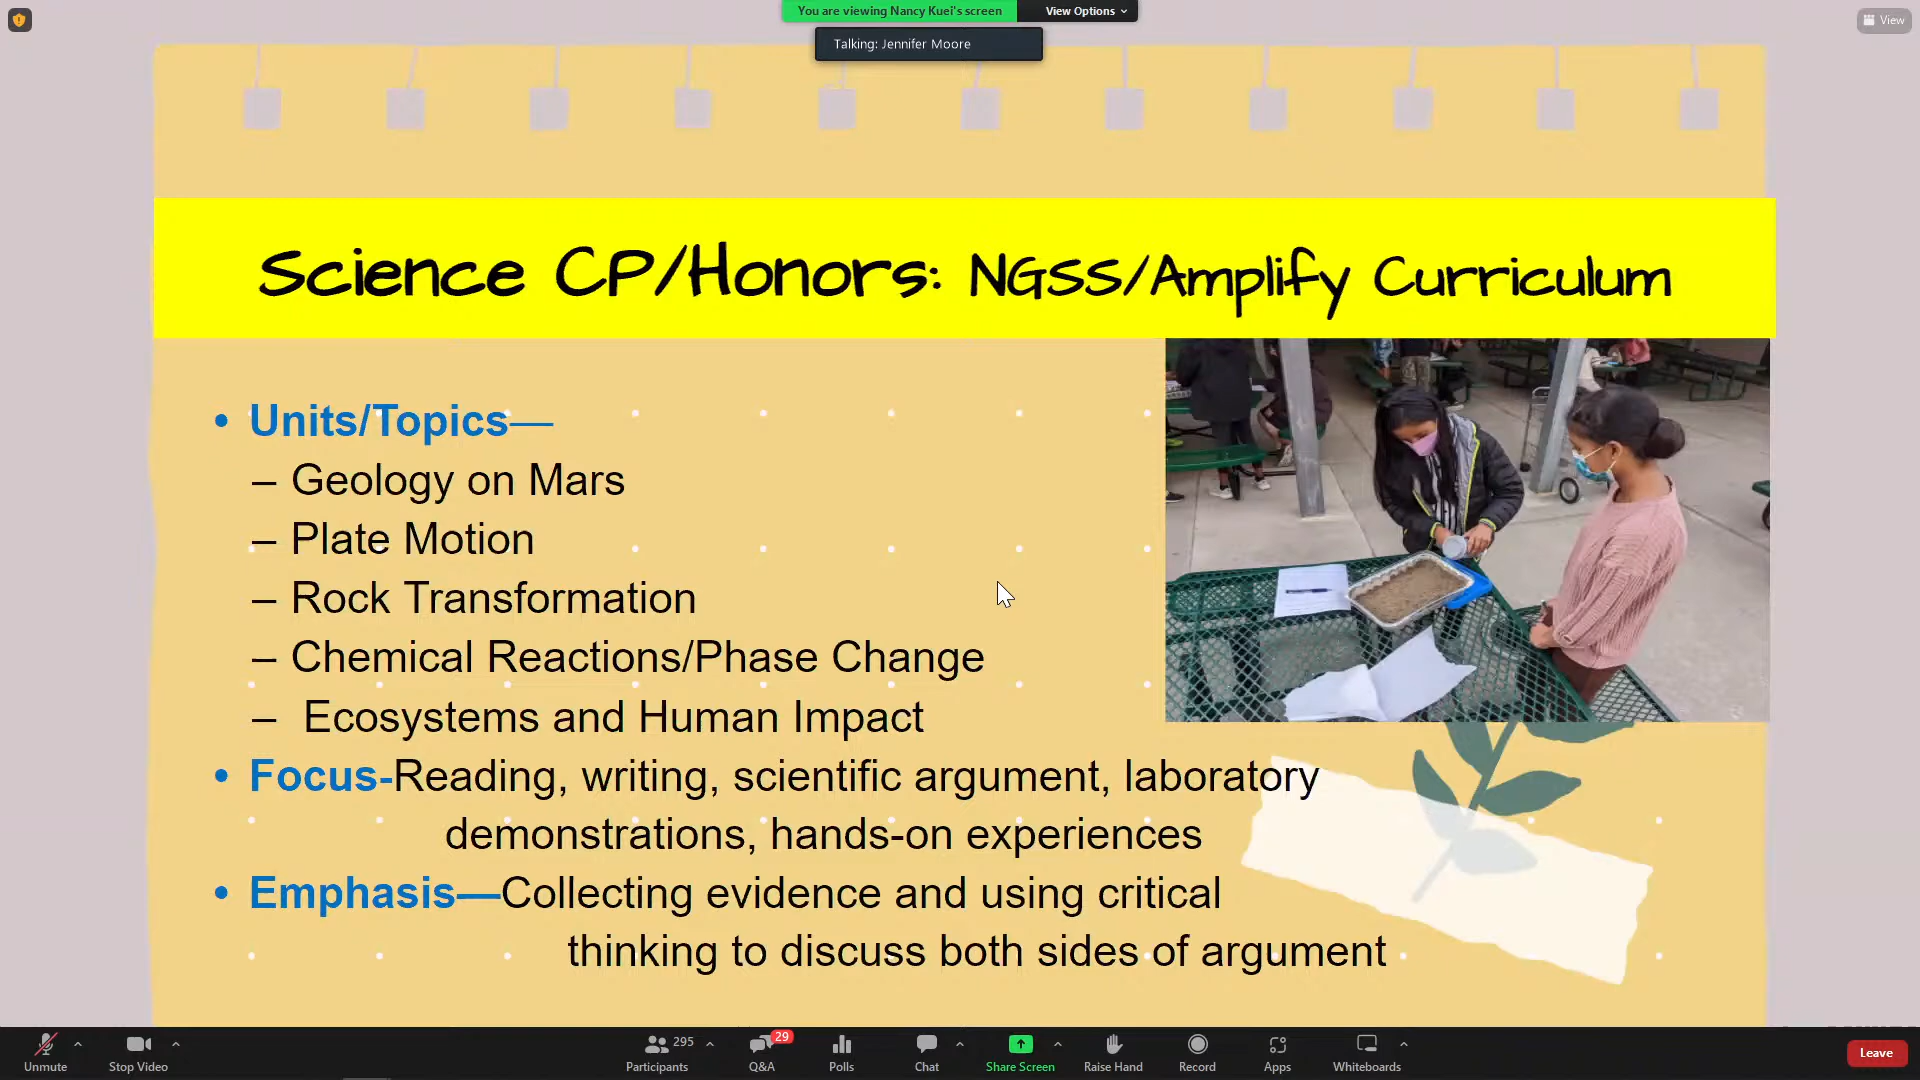 You are viewing Nancy Kuei's screen
View Options
View
Talking: Jennifer Moore
Science CP/Honors: NGSS/Amplify Curriculum
• Units/Topics—
– Geology on Mars
– Plate Motion
– Rock Transformation
– Chemical Reactions/Phase Change
– Ecosystems and Human Impact
• Focus-Reading, writing, scientific argument, laboratory
demonstrations, hands-on experiences
• Emphasis—Collecting evidence and using critical
thinking to discuss both sides of argument
295
29
Unmute
Stop Video
Participants
Q&A
Polls
Chat
Share Screen
Raise Hand
Record
Apps
Whiteboards
Leave